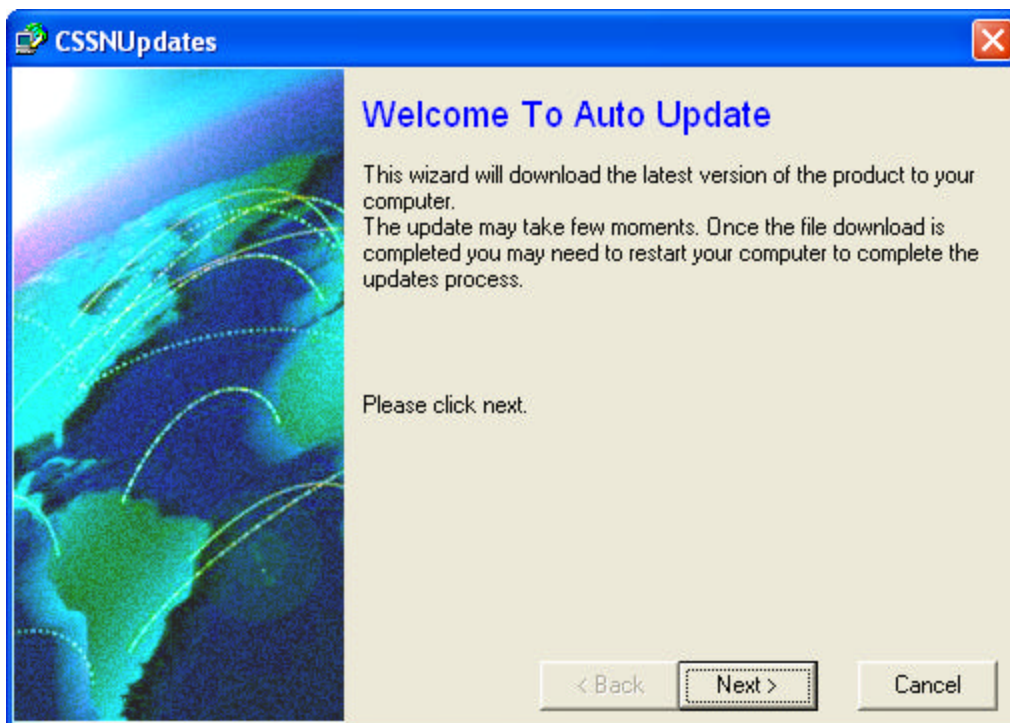 CSSNUpdates
Welcome To Auto Update
This wizard will download the latest version of the product to your
computer.
The update may take few moments. Once the file download is
completed you may need to restart your computer to complete the
updates process.
Please click next.
< Back
Next >
Cancel